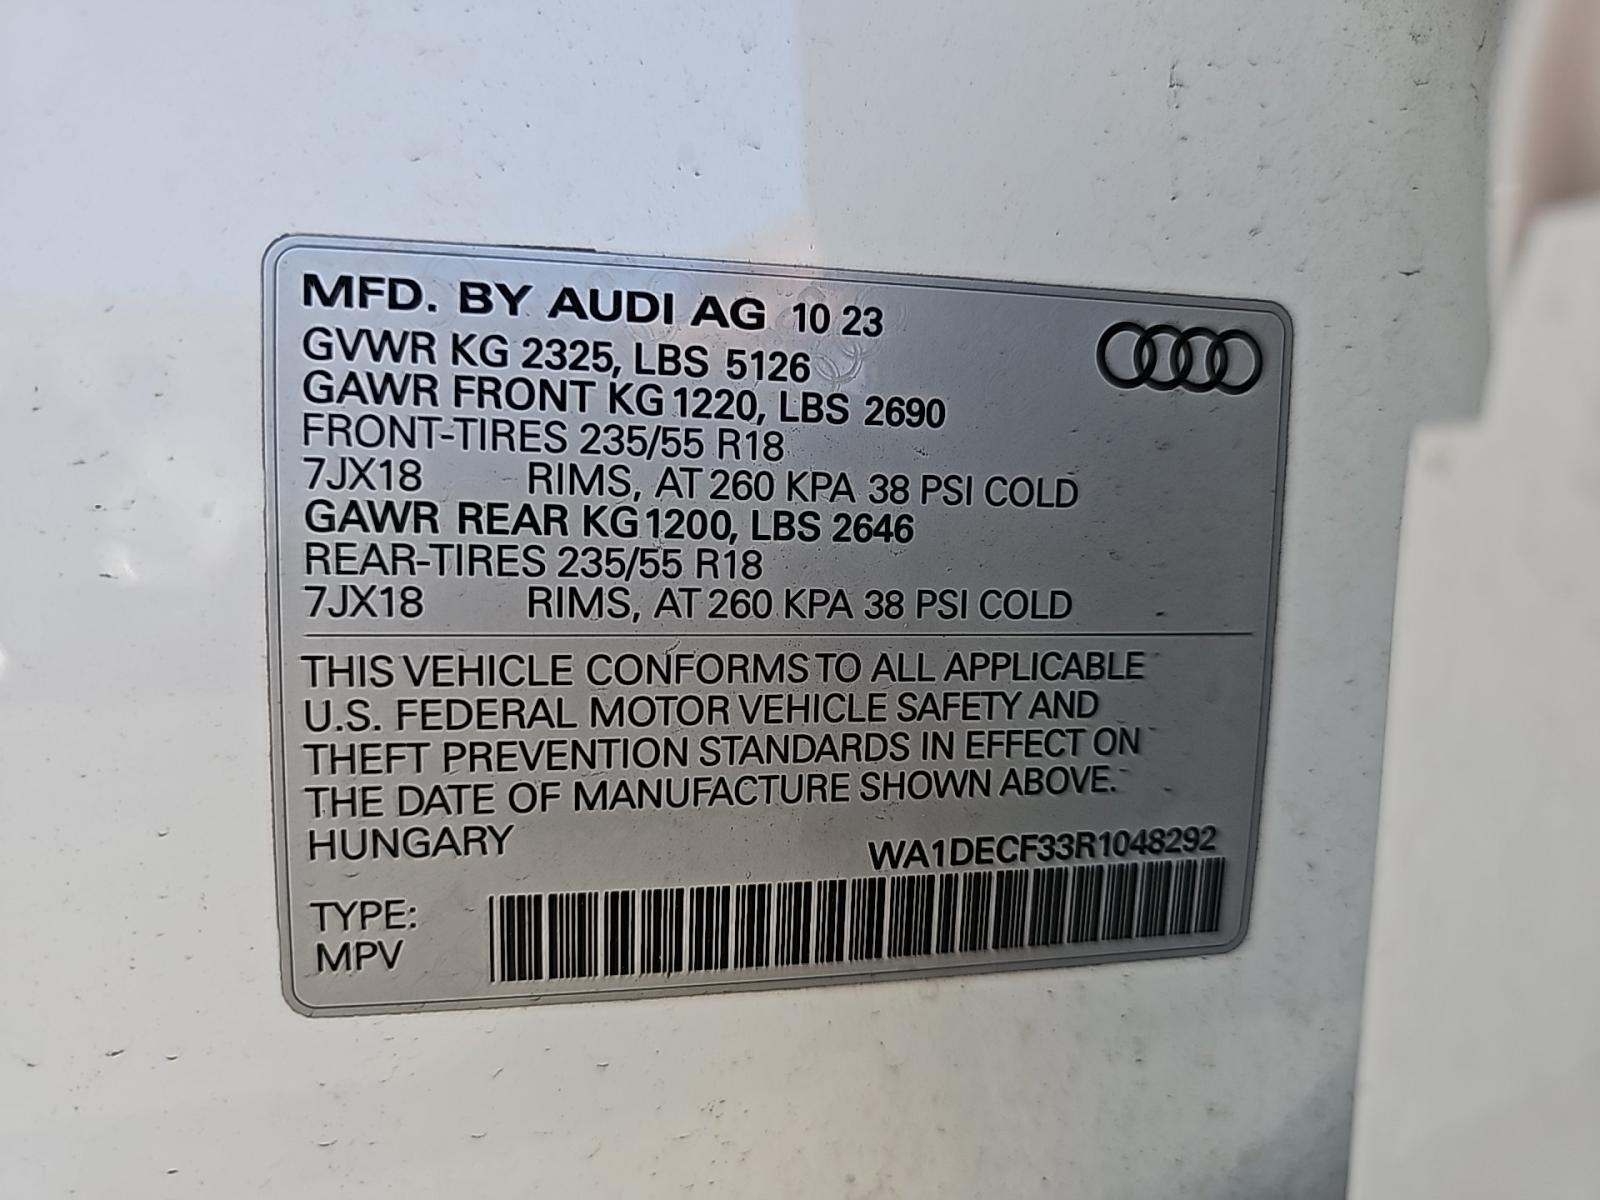 MFD. BY AUDI AG 10 23
GVWR KG 2325, LBS 5126
GAWR FRONT KG 1220, LBS 2690
FRONT-TIRES 235/55 R18
7JX18 RIMS, AT 260 KPA 38 PSI COLD
GAWR REAR KG 1200, LBS 2646
REAR-TIRES 235/55 R18
7JX18 RIMS, AT 260 KPA 38 PSI COLD
THIS VEHICLE CONFORMS TO ALL APPLICABLE
U.S. FEDERAL MOTOR VEHICLE SAFETY AND
THEFT PREVENTION STANDARDS IN EFFECT ON
THE DATE OF MANUFACTURE SHOWN ABOVE.
HUNGARY WA1DECF33R1048292
TYPE:
MPV